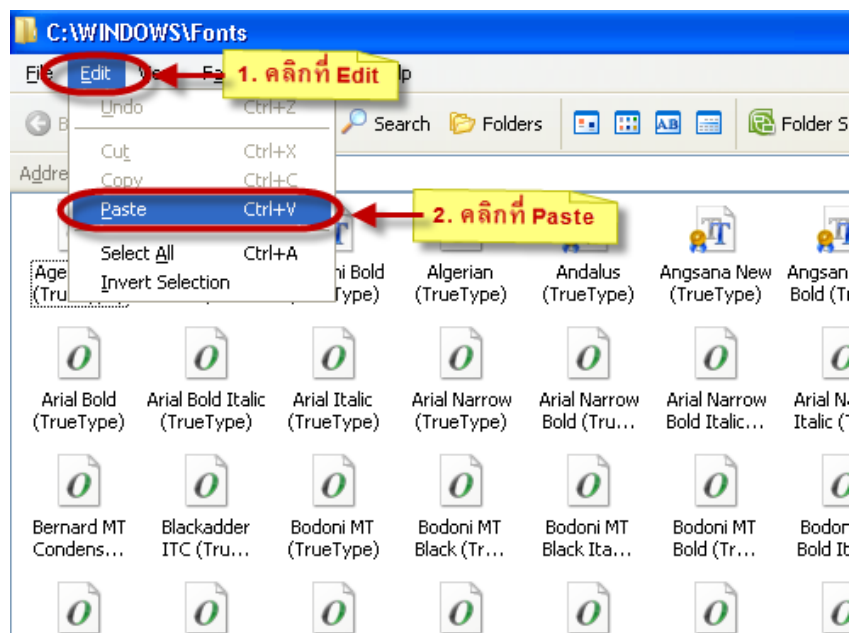 C:\WINDOWS\Fonts
File Edit
1. คลิกที่ Edit
Undo Ctrl+Z
Search Folders
Cut Ctrl+X
Copy Ctrl+C
Paste Ctrl+V
2. คลิกที่ Paste
Select All Ctrl+A
Invert Selection
Algerian (TrueType)
Andalus (TrueType)
Angsana New (TrueType)
Arial Bold (TrueType)
Arial Bold Italic (TrueType)
Arial Italic (TrueType)
Arial Narrow (TrueType)
Arial Narrow Bold (Tru...
Arial Narrow Bold Italic...
Bernard MT Condens...
Blackadder ITC (Tru...
Bodoni MT (TrueType)
Bodoni MT Black (Tr...
Bodoni MT Black Ita...
Bodoni MT Bold (Tr...